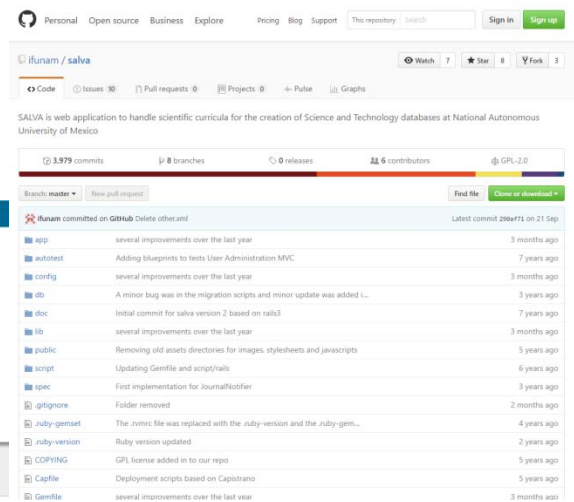 Personal Open source Business Explore Pricing Blog Support This repository Search Sign in Sign up
ifunam / salva Watch 7 Star 8 Fork 3
Code Issues 10 Pull requests 0 Projects 0 Pulse Graphs
SALVA is web application to handle scientific curricula for the creation of Science and Technology databases at National Autonomous
University of Mexico
3,979 commits 8 branches 0 releases 6 contributors GPL-2.0
Branch: master New pull request Find file Clone or download
ifunam committed on GitHub Delete other.xml Latest commit 290af71 on 21 Sep
app several improvements over the last year 3 months ago
autotest Adding blueprints to tests User Administration MVC 7 years ago
config several improvements over the last year 3 months ago
db A minor bug was in the migration scripts and minor update was added i... 3 years ago
doc Initial commit for salva version 2 based on rails3 7 years ago
lib several improvements over the last year 3 months ago
public Removing old assets directories for images, stylesheets and javascripts 5 years ago
script Updating Gemfile and script/rails 6 years ago
spec First implementation for JournalNotifier 3 years ago
.gitignore Folder removed 2 months ago
.ruby-gemset The .rvmrc file was replaced with the .ruby-version and the .ruby-gem... 4 years ago
.ruby-version Ruby version updated 2 years ago
COPYING GPL license added in to our repo 5 years ago
Capfile Deployment scripts based on Capistrano 5 years ago
Gemfile several improvements over the last year 3 months ago